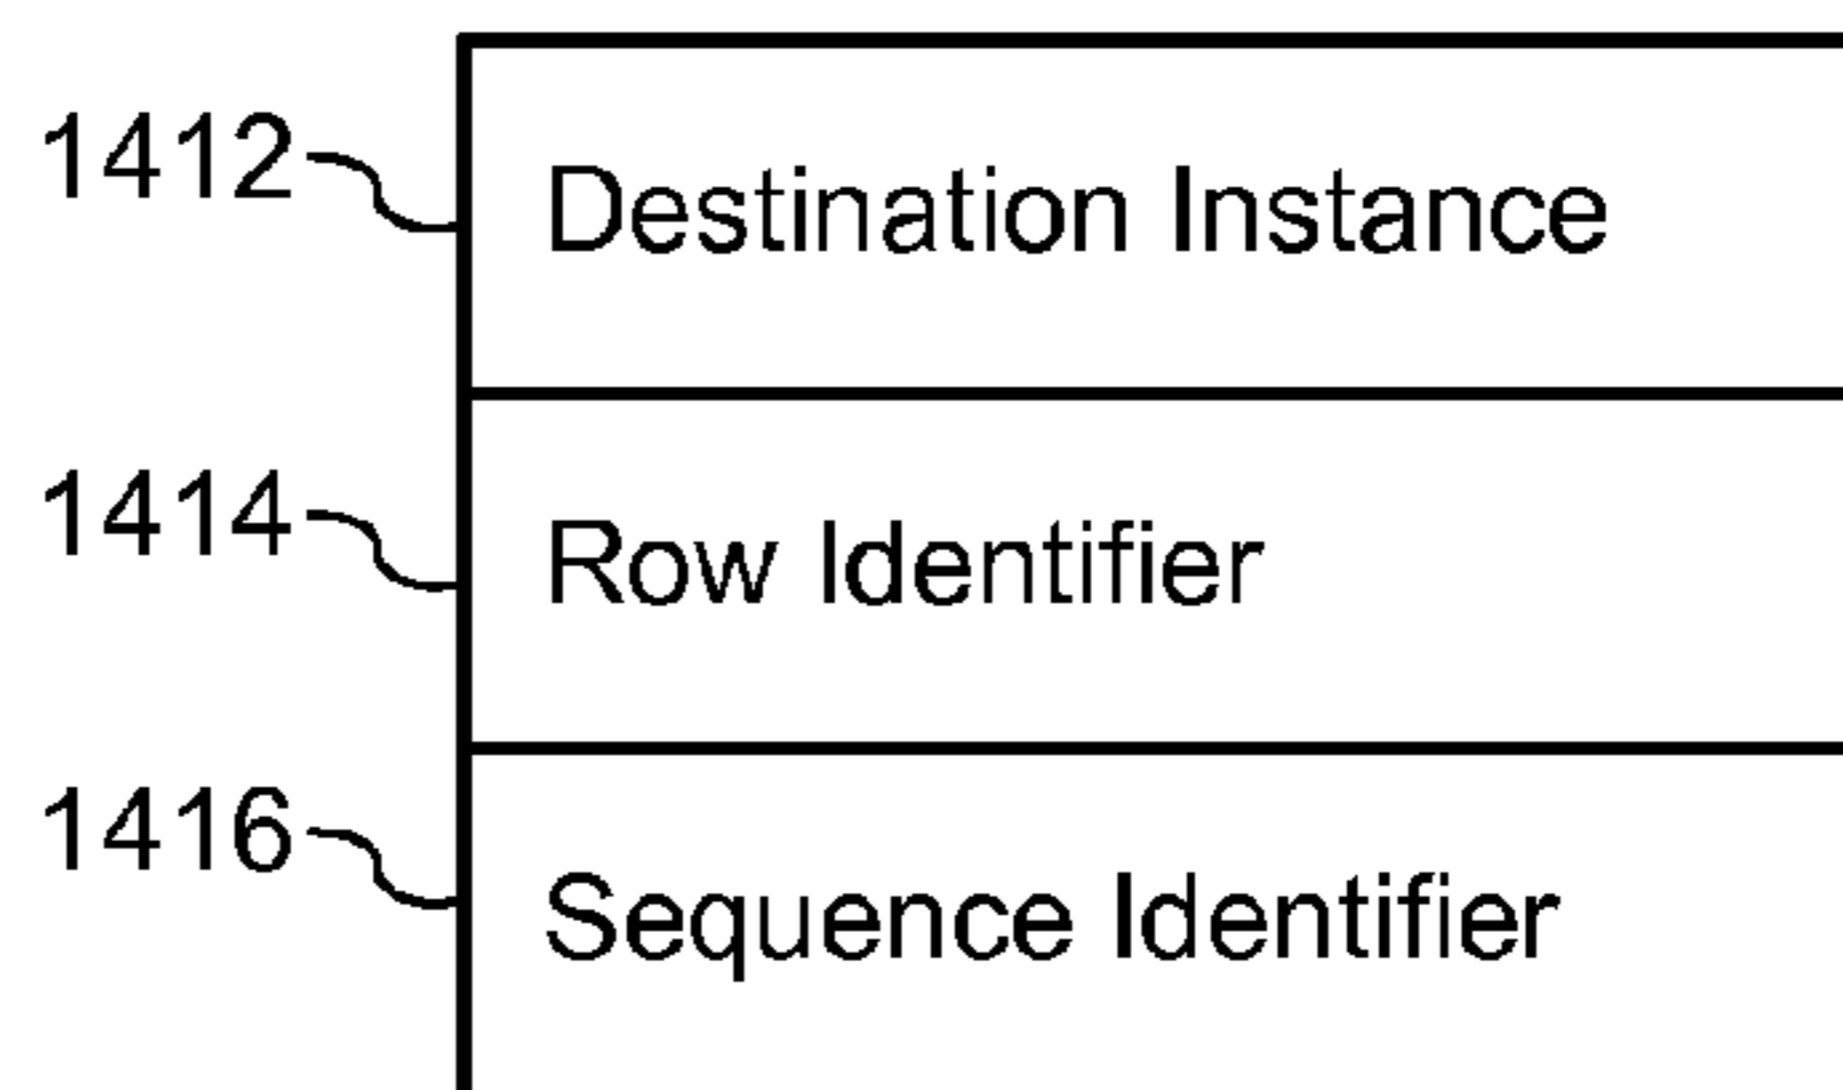 1412 Destination Instance
1414 Row Identifier
1416 Sequence Identifier